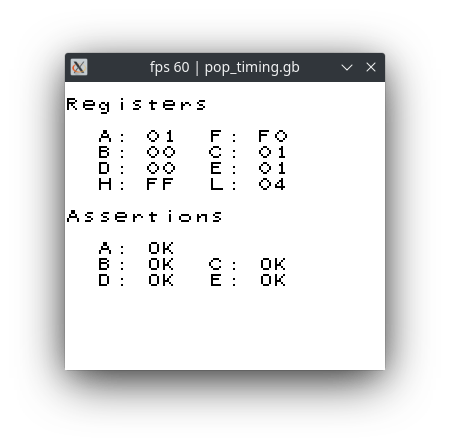 fps 60 | pop_timing.gb
Registers
A: 01 F: F0
B: 00 C: 01
D: 00 E: 01
H: FF L: 04
Assertions
A: OK
B: OK C: OK
D: OK E: OK